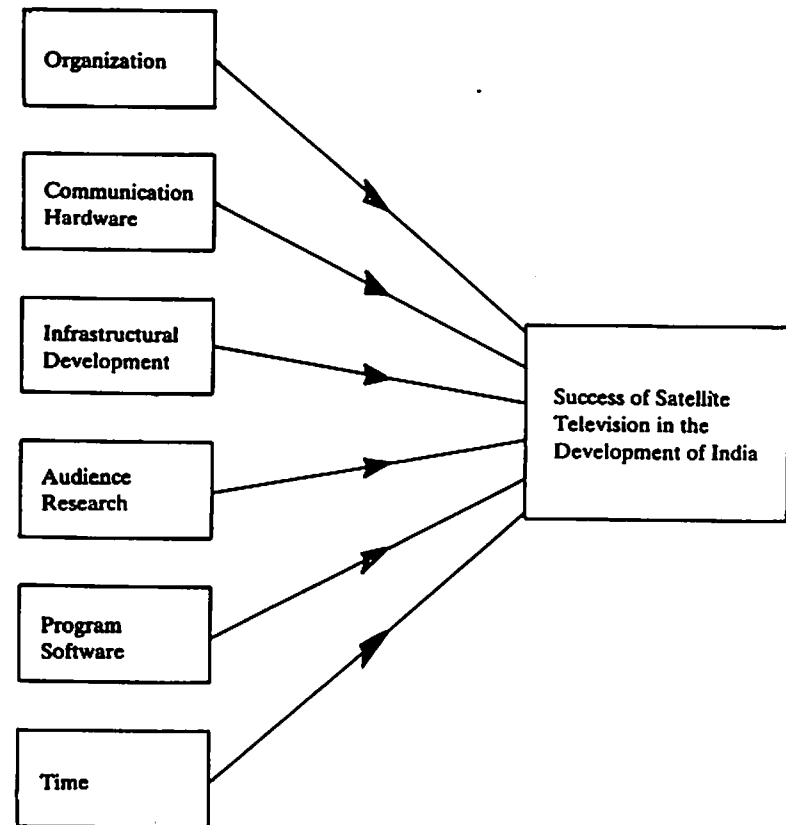 Organization
Communication
Hardware
Infrastructural
Development
Audience
Research
Program
Software
Time
Success of Satellite
Television in the
Development of India